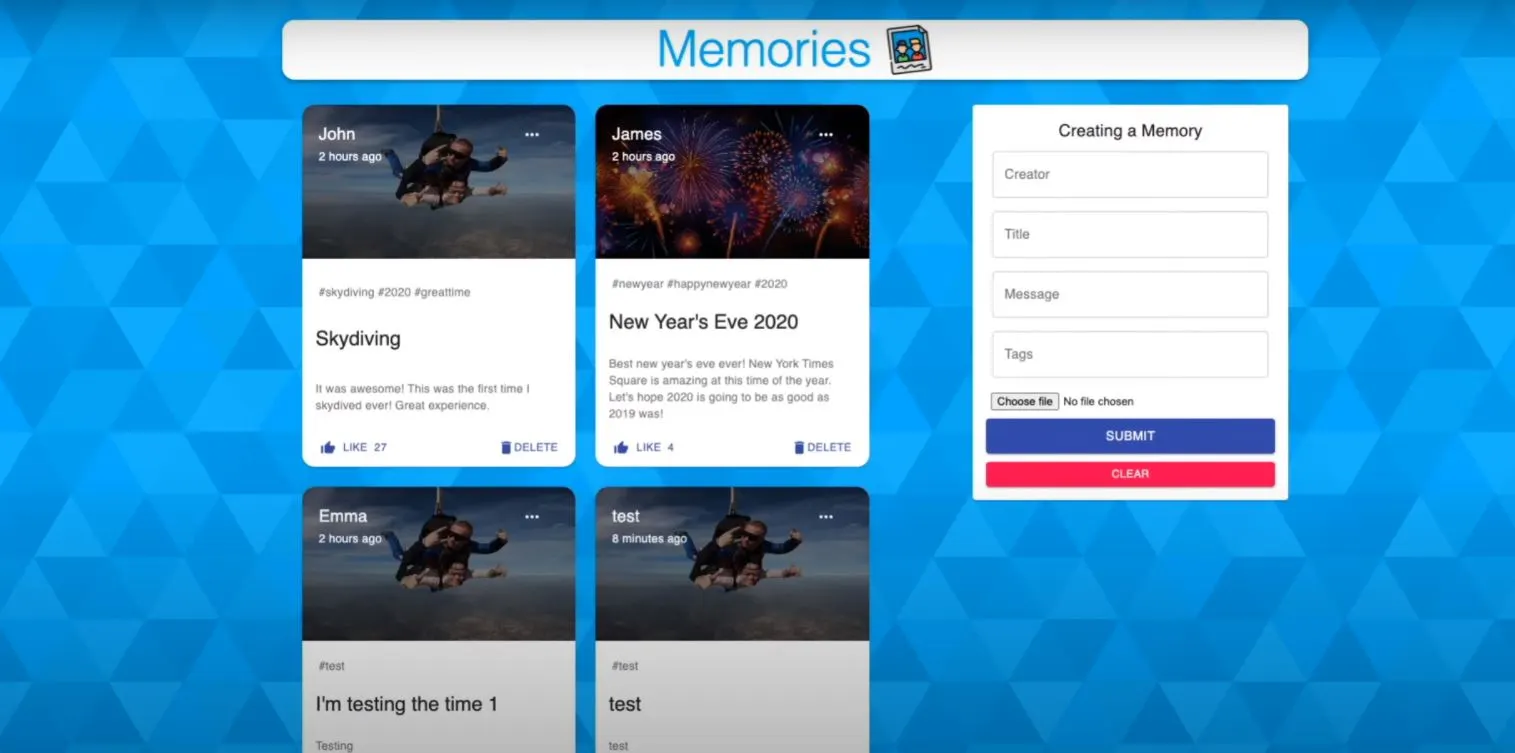 Memories
John
2 hours ago
#skydiving #2020 #greattime
Skydiving
It was awesome! This was the first time I
skydived ever! Great experience.
LIKE 27
DELETE
James
2 hours ago
#newyear #happynewyear #2020
New Year's Eve 2020
Best new year's eve ever! New York Times
Square is amazing at this time of the year.
Let's hope 2020 is going to be as good as
2019 was!
LIKE 4
DELETE
Emma
2 hours ago
#test
I'm testing the time 1
Testing
test
8 minutes ago
#test
test
test
Creating a Memory
Creator
Title
Message
Tags
Choose file No file chosen
SUBMIT
CLEAR